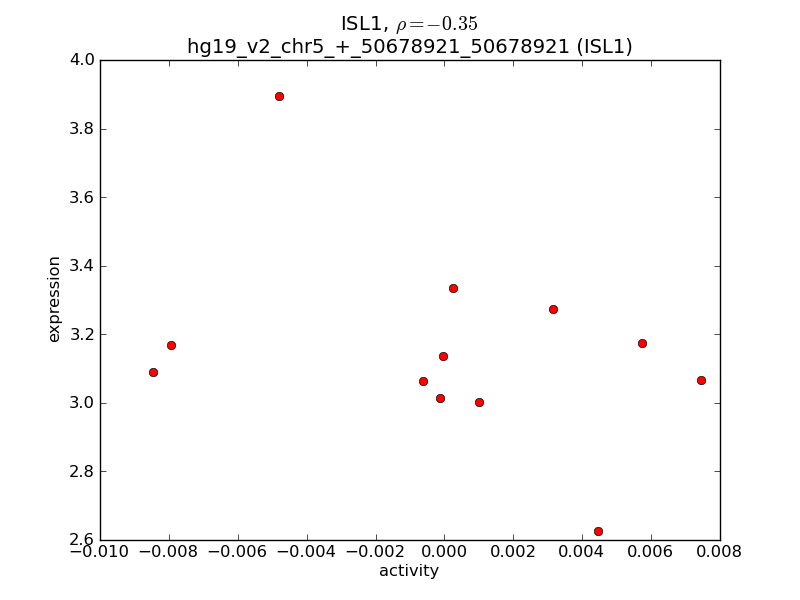 ISL1, ρ=−0.35
hg19_v2_chr5_+_50678921_50678921 (ISL1)
4.0
3.8
3.6
3.4
3.2
3.0
2.8
2.6
expression
−0.010 −0.008 −0.006 −0.004 −0.002 0.000 0.002 0.004 0.006 0.008
activity